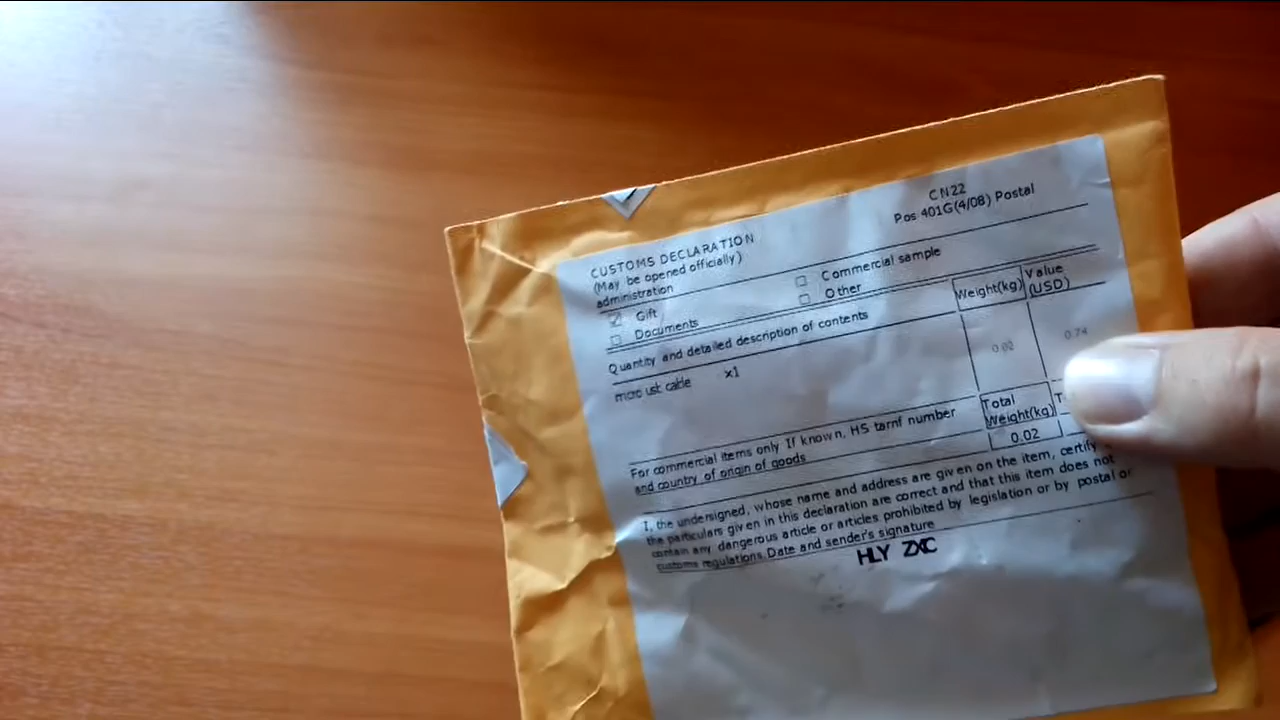 CN22
Pos 401G(4/08) Postal
CUSTOMS DECLARATION
(May be opened officially)
administration
Commercial sample
Gift
Other
Documents
Weight(kg)
Value
(USD)
Quantity and detailed description of contents
micro ust cable x1
0.02
0.74
For commercial items only If known, HS tarnf number
and country of origin of goods
Total
Weight(kg)
T
0.02
I, the undersigned, whose name and address are given on the item, certify
the particulars given in this declaration are correct and that this item does not
contain any dangerous article or articles prohibited by legislation or by postal or
customs regulations.Date and sender's signature
HLY ZXC